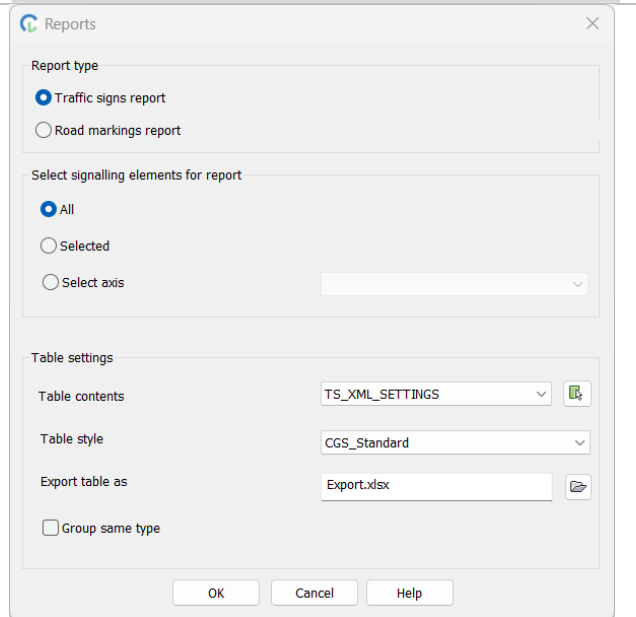 Reports
Report type
Traffic signs report
Road markings report
Select signalling elements for report
All
Selected
Select axis
Table settings
Table contents
TS_XML_SETTINGS
Table style
CGS_Standard
Export table as
Export.xlsx
Group same type
OK Cancel Help